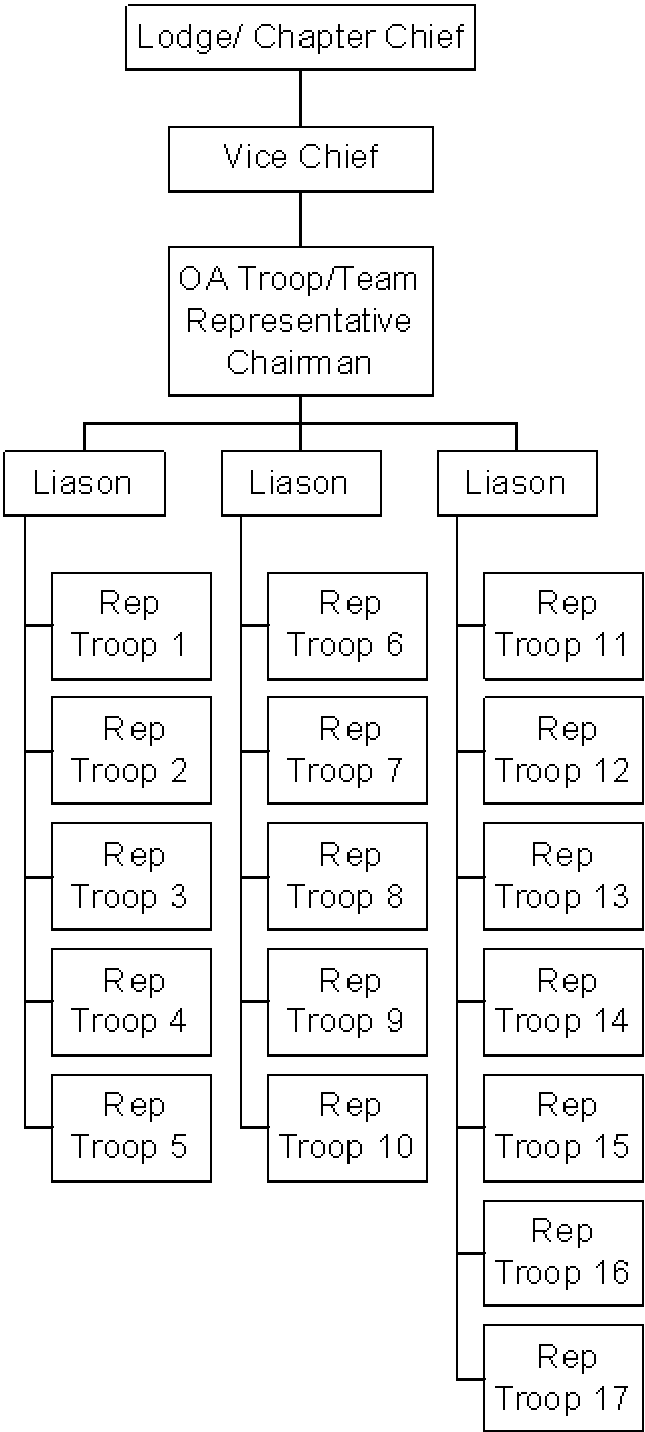 Lodge/ Chapter Chief
Vice Chief
OA Troop/Team
Representative
Chairman
Liason
Rep
Troop 1
Rep
Troop 2
Rep
Troop 3
Rep
Troop 4
Rep
Troop 5
Liason
Rep
Troop 6
Rep
Troop 7
Rep
Troop 8
Rep
Troop 9
Rep
Troop 10
Liason
Rep
Troop 11
Rep
Troop 12
Rep
Troop 13
Rep
Troop 14
Rep
Troop 15
Rep
Troop 16
Rep
Troop 17